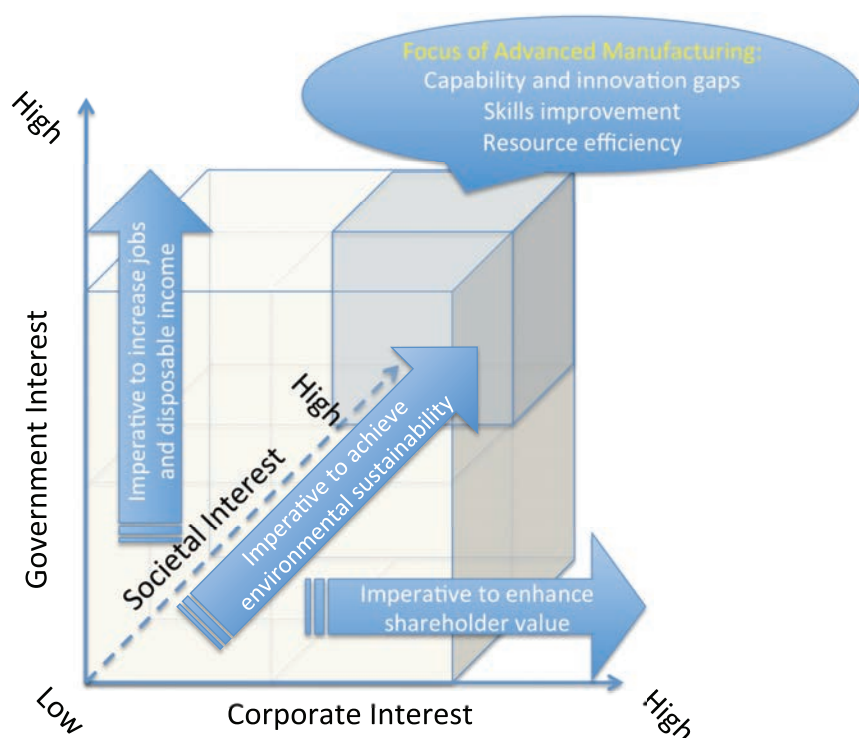 Focus of Advanced Manufacturing:
Capability and innovation gaps
Skills improvement
Resource efficiency
High
Government Interest
Imperative to increase jobs
and disposable income
High
Societal Interest
Imperative to achieve
environmental sustainability
Imperative to enhance
shareholder value
Low
Corporate Interest
High